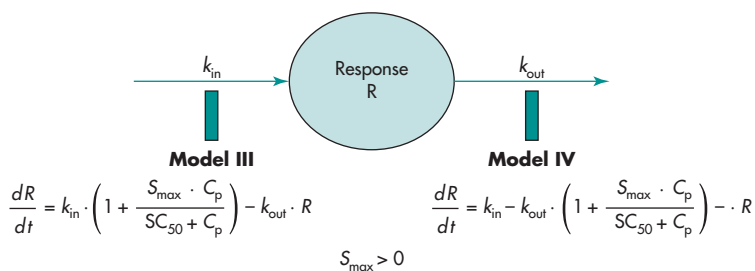 k_in
Response
R
k_out
Model III
Model IV
dR/dt = k_in · (1 + S_max · C_p / SC_50 + C_p) – k_out · R
dR/dt = k_in – k_out · (1 + S_max · C_p / SC_50 + C_p) – · R
S_max > 0